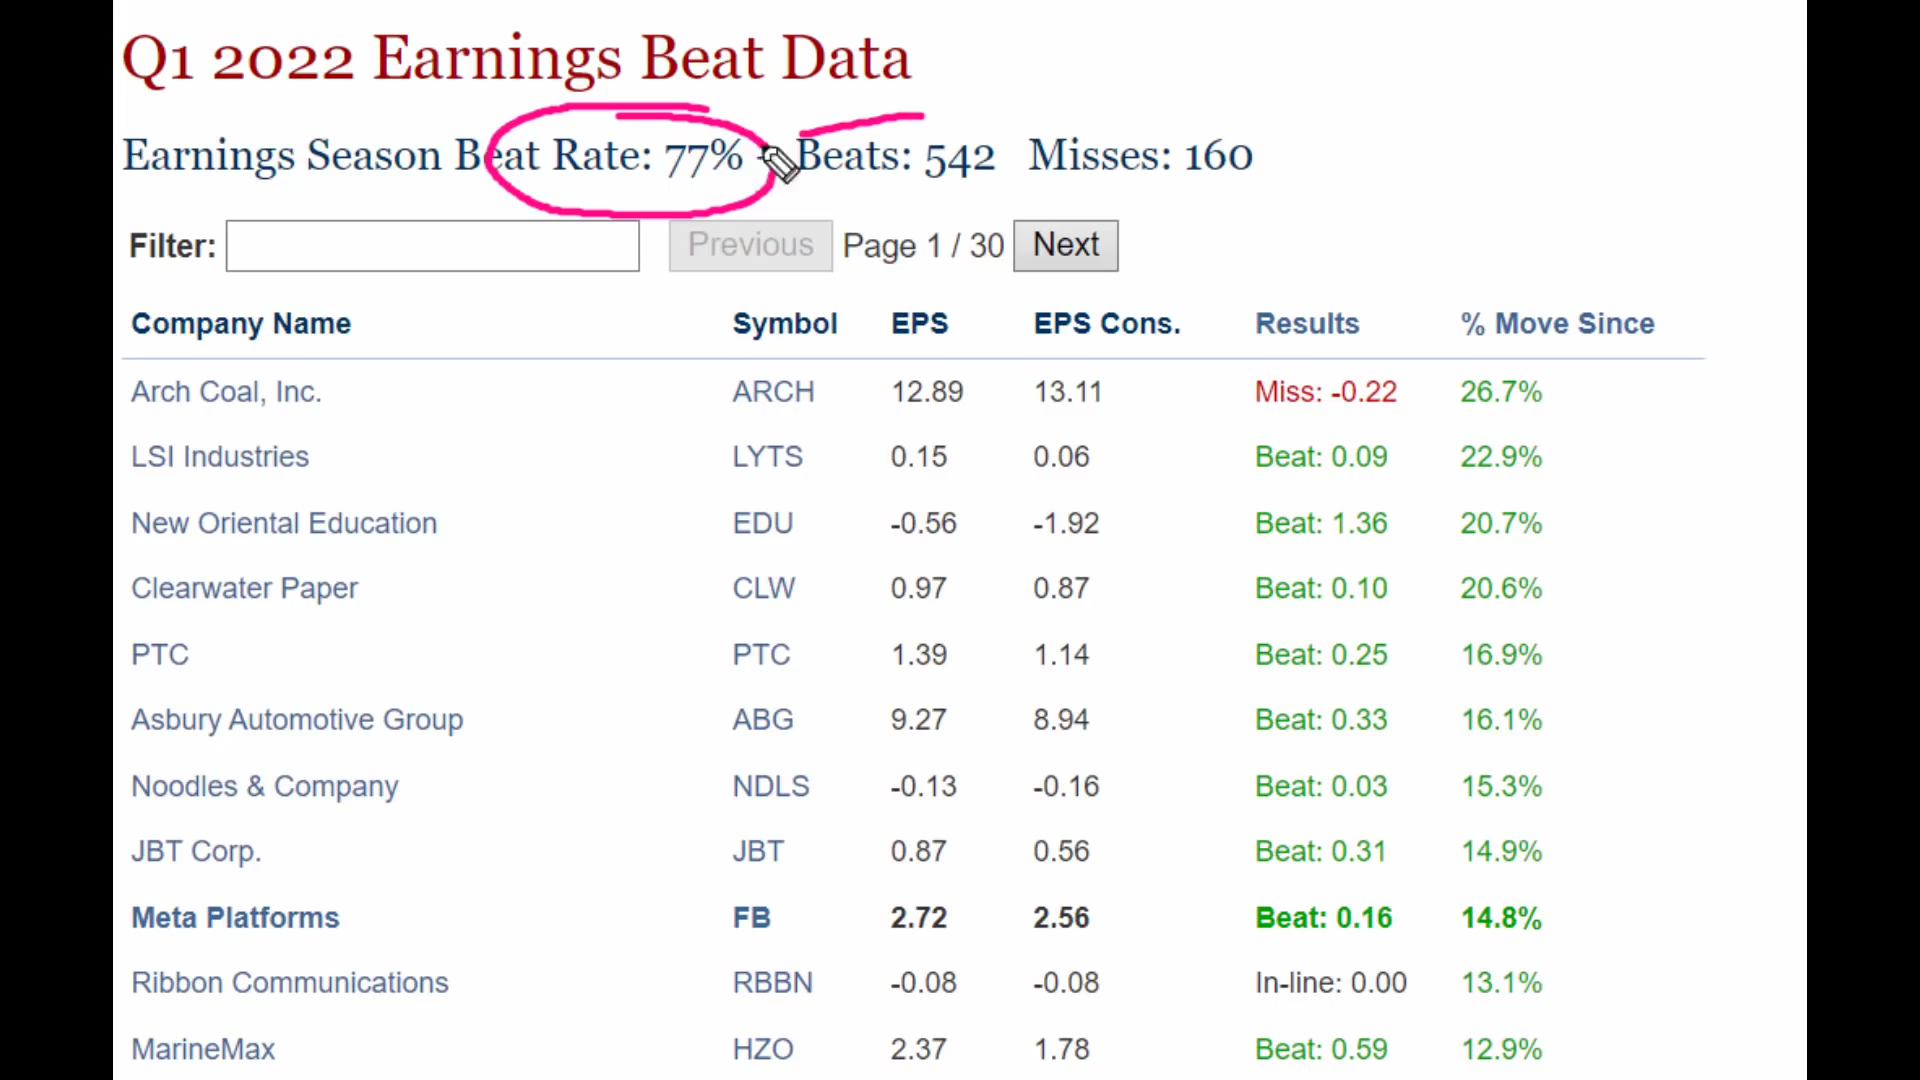 Q1 2022 Earnings Beat Data
Earnings Season Beat Rate: 77% Beats: 542 Misses: 160
Filter: Previous Page 1 / 30 Next
Company Name Symbol EPS EPS Cons. Results % Move Since
Arch Coal, Inc. ARCH 12.89 13.11 Miss: -0.22 26.7%
LSI Industries LYTS 0.15 0.06 Beat: 0.09 22.9%
New Oriental Education EDU -0.56 -1.92 Beat: 1.36 20.7%
Clearwater Paper CLW 0.97 0.87 Beat: 0.10 20.6%
PTC PTC 1.39 1.14 Beat: 0.25 16.9%
Asbury Automotive Group ABG 9.27 8.94 Beat: 0.33 16.1%
Noodles & Company NDLS -0.13 -0.16 Beat: 0.03 15.3%
JBT Corp. JBT 0.87 0.56 Beat: 0.31 14.9%
Meta Platforms FB 2.72 2.56 Beat: 0.16 14.8%
Ribbon Communications RBBN -0.08 -0.08 In-line: 0.00 13.1%
MarineMax HZO 2.37 1.78 Beat: 0.59 12.9%